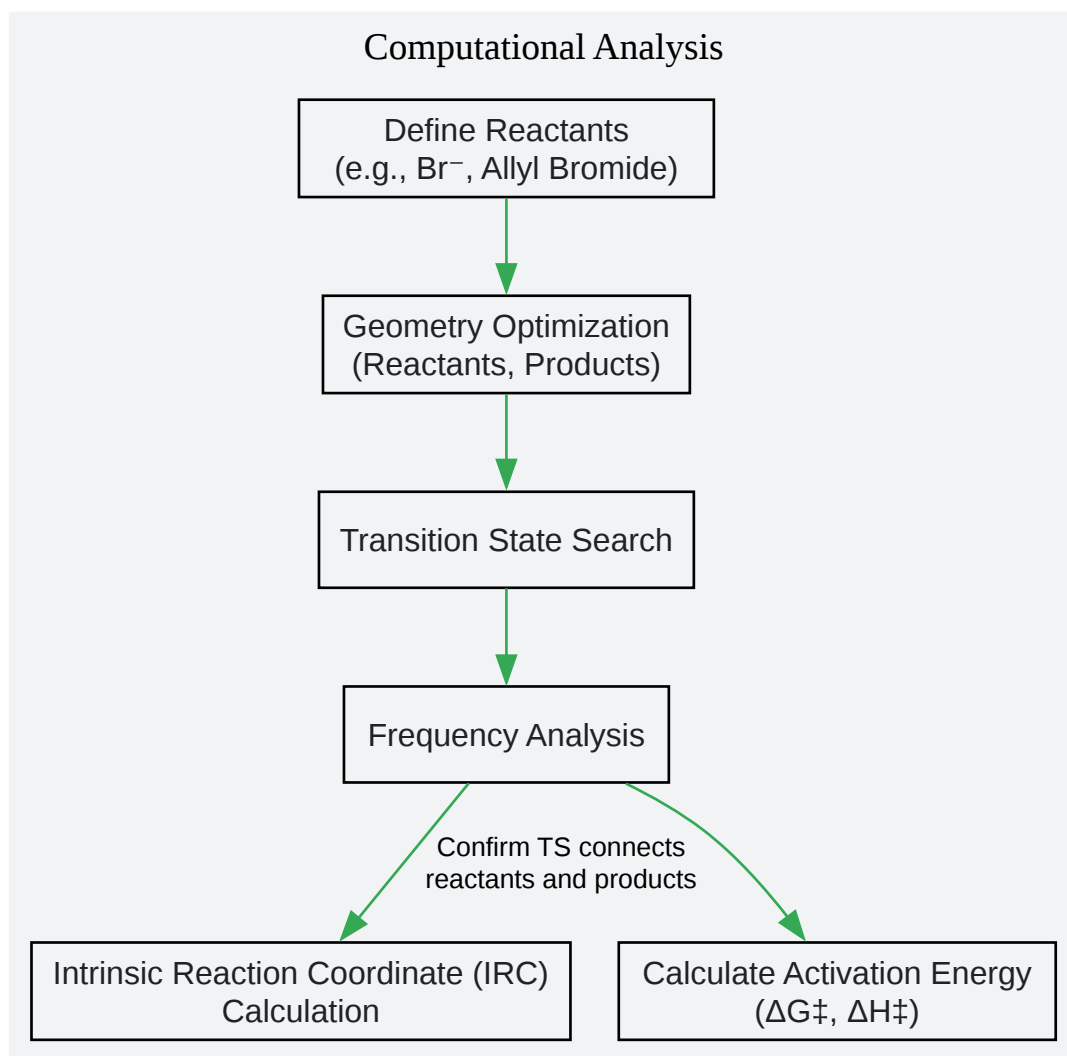 Computational Analysis
Define Reactants
(e.g., Br⁻, Allyl Bromide)
Geometry Optimization
(Reactants, Products)
Transition State Search
Frequency Analysis
Confirm TS connects
reactants and products
Intrinsic Reaction Coordinate (IRC)
Calculation
Calculate Activation Energy
(ΔG‡, ΔH‡)